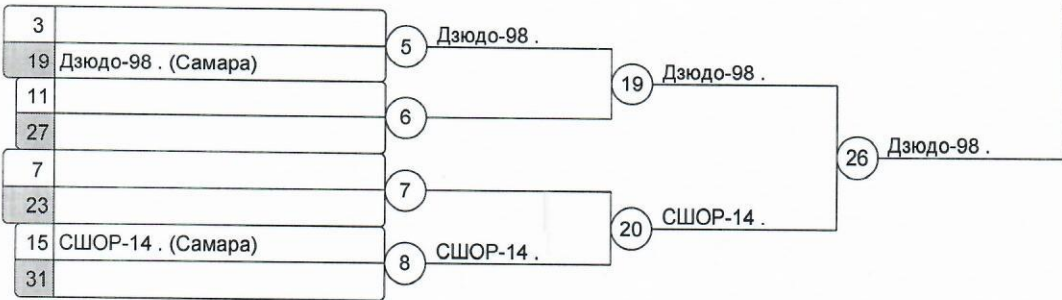 3
19 Дзюдо-98 . (Самара)
11
27
7
23
15 СШОР-14 . (Самара)
31
5 Дзюдо-98 .
6
7
8 СШОР-14 .
19 Дзюдо-98 .
20 СШОР-14 .
26 Дзюдо-98 .